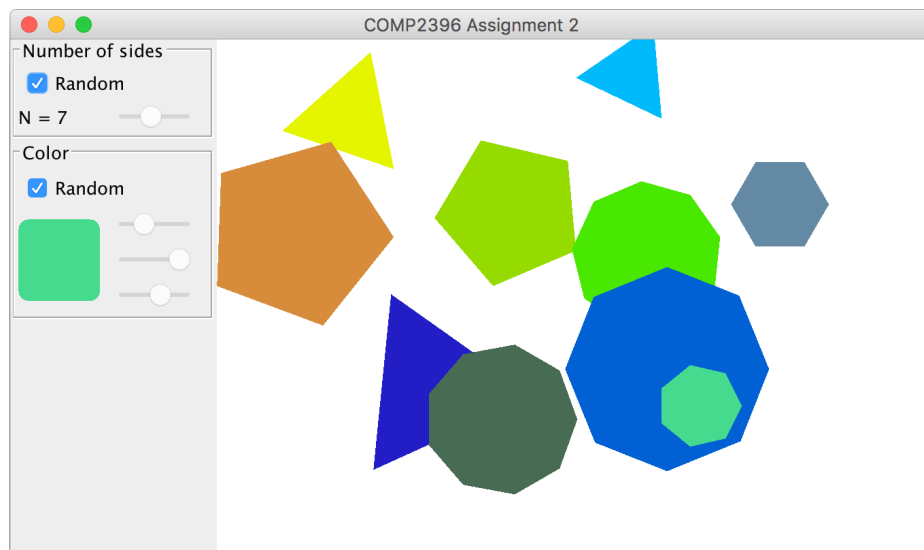 COMP2396 Assignment 2
Number of sides
Random
N = 7
Color
Random